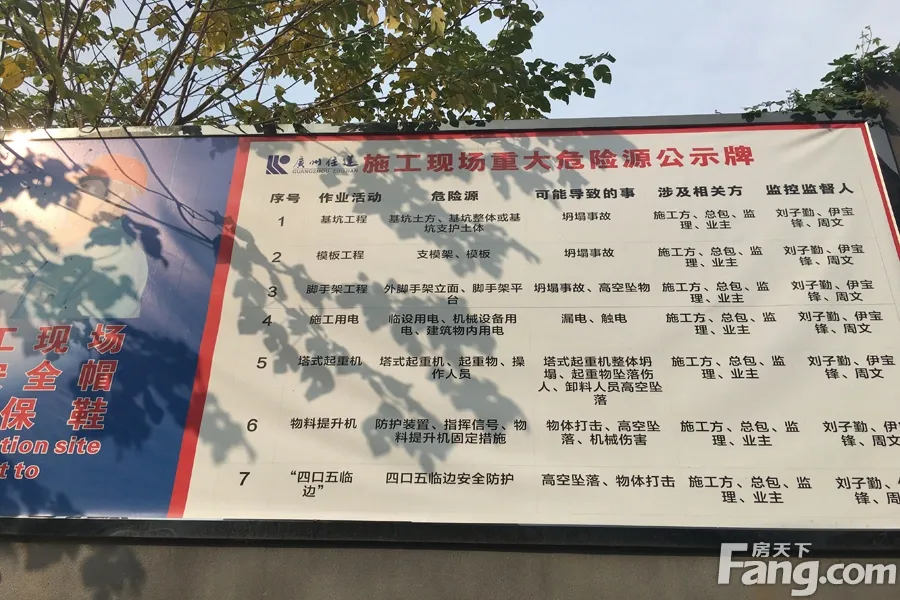 广州住建
GUANGZHOU ZHUJIAN
施工现场重大危险源公示牌
序号 作业活动 危险源 可能导致的事 涉及相关方 监控监督人
1 基坑工程 基坑土方、基坑整体或基 坍塌事故 施工方、总包、监 刘子勤、伊宝
坑支护土体 理、业主 锋、周文
2 模板工程 支模架、模板 坍塌事故 施工方、总包、监 刘子勤、伊宝
理、业主 锋、周文
3 脚手架工程 外脚手架立面、脚手架平 坍塌事故、高空坠物 施工方、总包、监 刘子勤、伊宝
台 理、业主 锋、周文
4 施工用电 临设用电、机械设备用 漏电、触电 施工方、总包、监 刘子勤、伊宝
电、建筑物内用电 理、业主 锋、周文
5 塔式起重机 塔式起重机、起重物、操 塔式起重机整体坍 施工方、总包、监 刘子勤、伊宝
作人员 塌、起重物坠落伤 理、业主 锋、周文
人、卸料人员高空坠
落
6 物料提升机 防护装置、指挥信号、物 物体打击、高空坠 施工方、总包、监 刘子勤、伊宝
料提升机固定措施 落、机械伤害 理、业主 锋、周文
7 “四口五临 四口五临边安全防护 高空坠落、物体打击 施工方、总包、监 刘子勤、伊
边” 理、业主 锋、周
工现场
安全帽
保鞋
tion site
t to
房天下
Fang.com